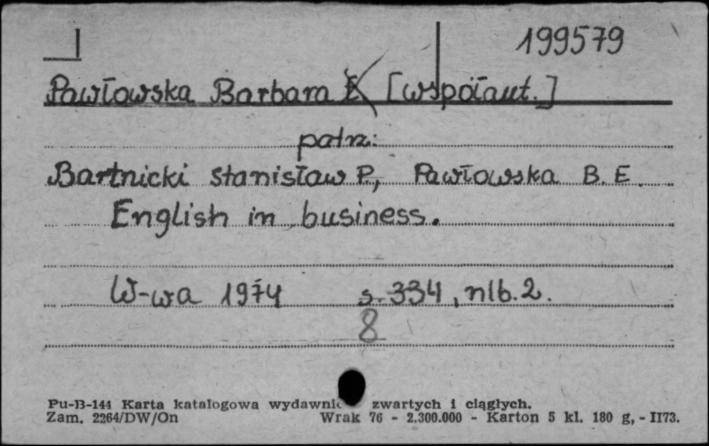 199579
Pawłowska Barbara E [współaut.]
patrz:
Bartnicki Stanisław P., Pawłowska B. E.
English in business.
W-wa 1974 s. 334, nlb. 2.
8
Pu-B-144 Karta katalogowa wydawnic zwartych i ciągłych.
Zam. 2264/DW/On Wrak 76 - 2.300.000 - Karton 5 kl. 180 g, - II73.